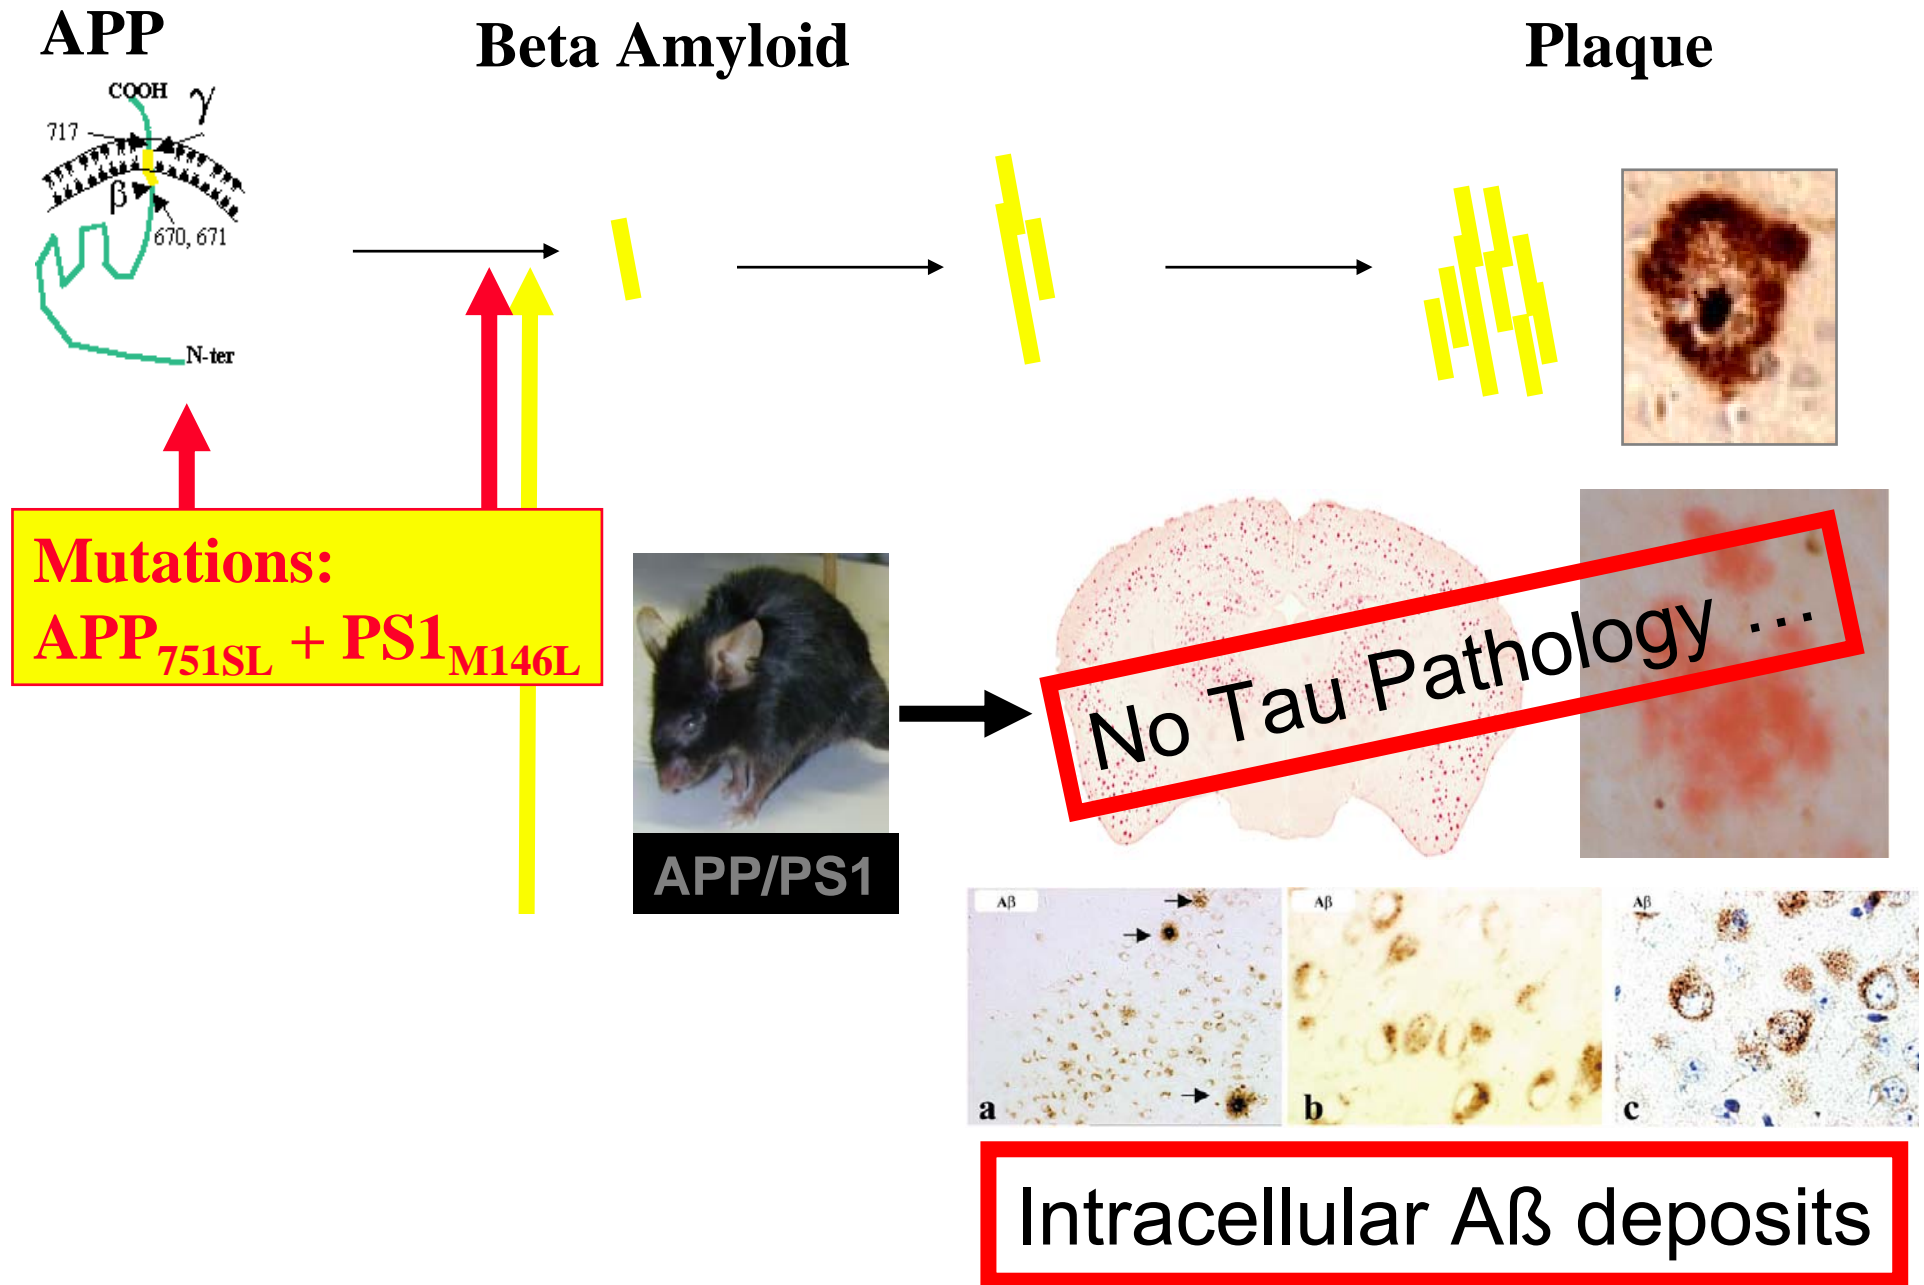 APP
Beta Amyloid
Plaque
COOH
γ
717
β
670, 671
N-ter
Mutations:
APP751SL + PS1M146L
APP/PS1
No Tau Pathology ...
Aβ
Aβ
Aβ
a
b
c
Intracellular Aß deposits